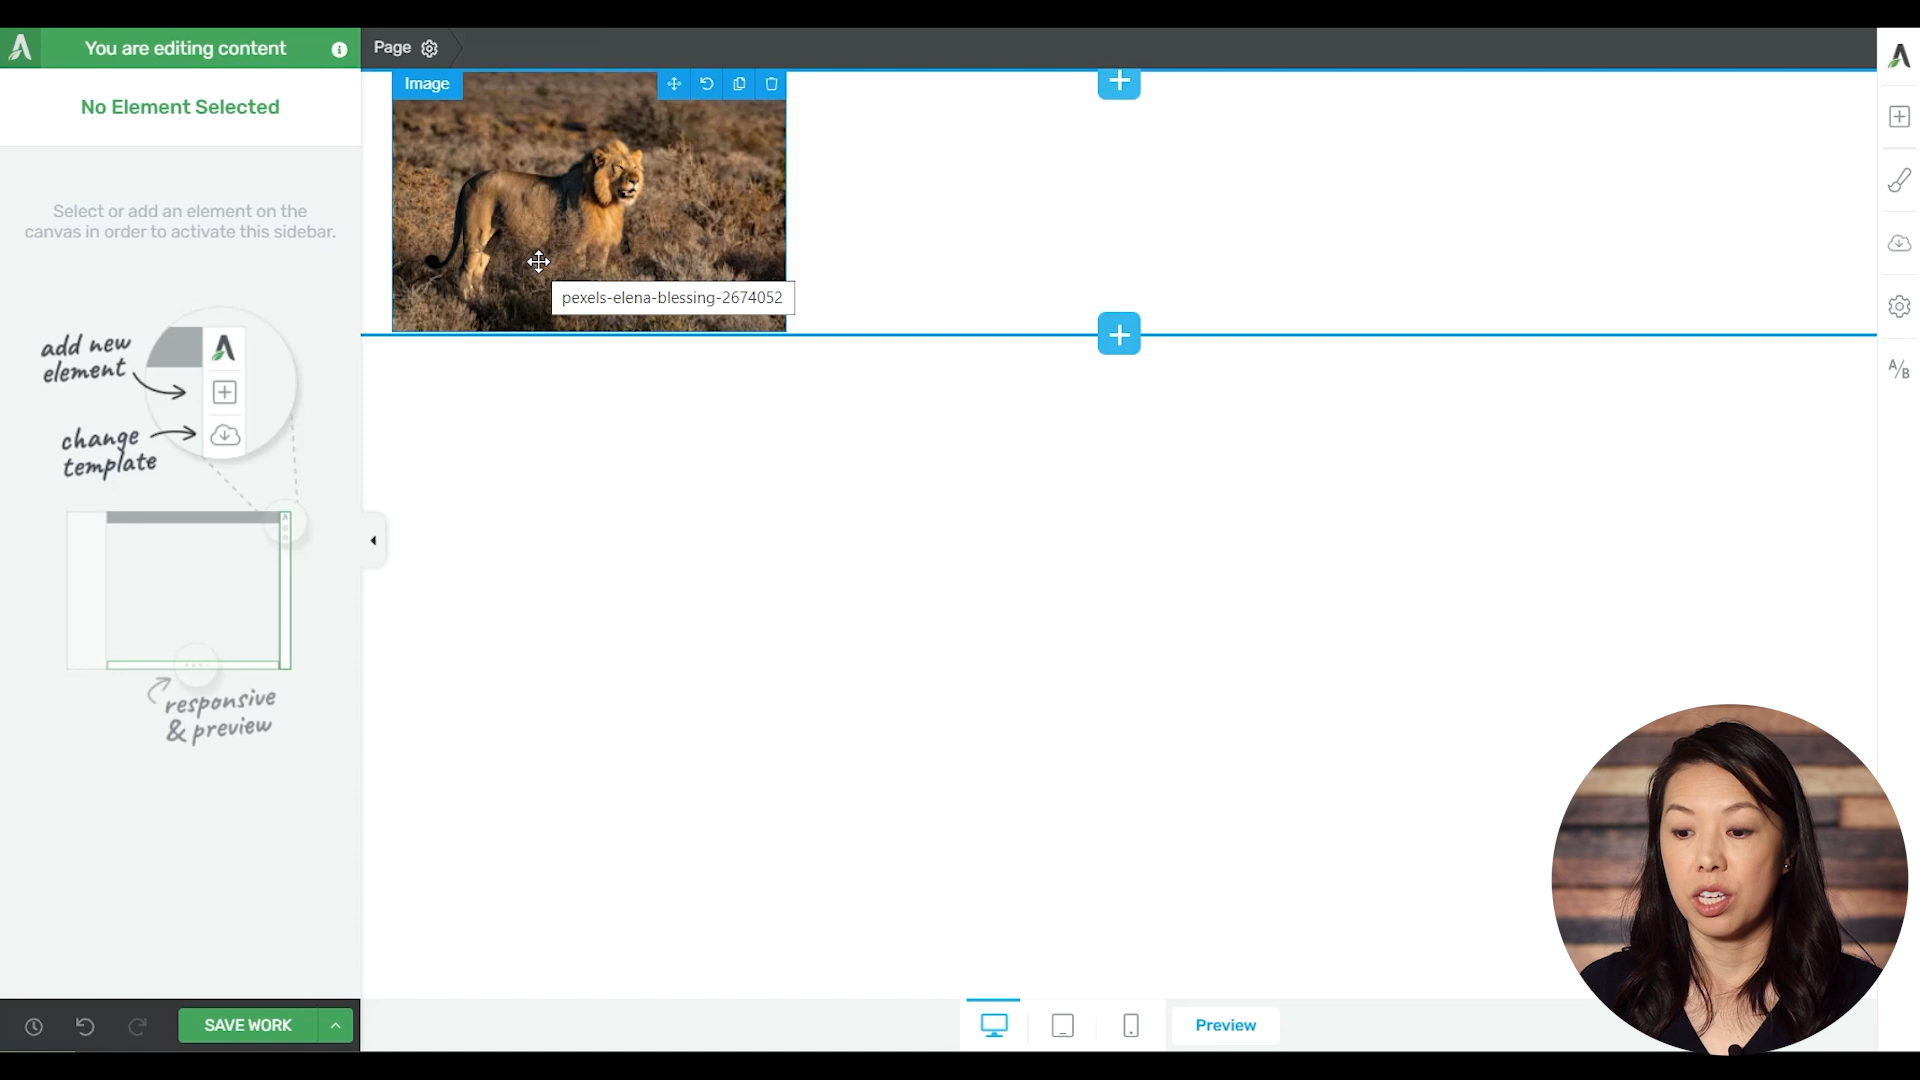 You are editing content
Page
No Element Selected
Image
Select or add an element on the
canvas in order to activate this sidebar.
pexels-elena-blessing-2674052
add new
element
change
template
responsive
& preview
A/B
SAVE WORK
Preview